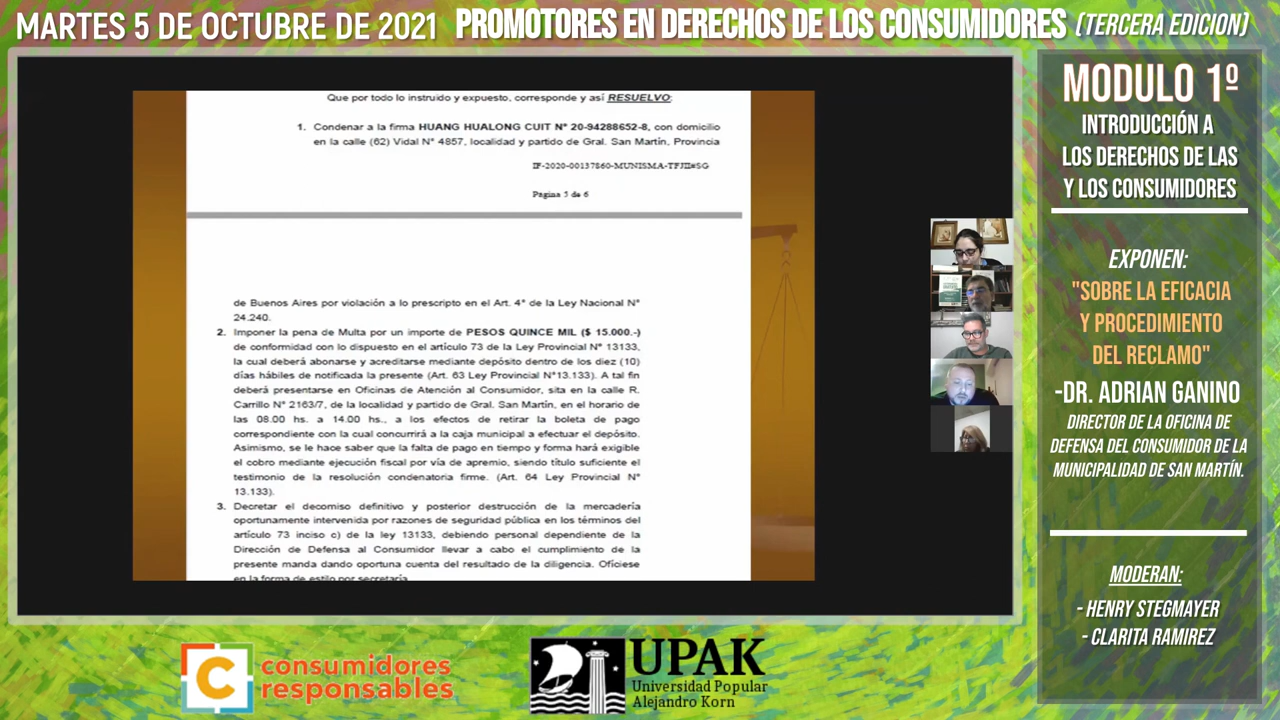 MARTES 5 DE OCTUBRE DE 2021 PROMOTORES EN DERECHOS DE LOS CONSUMIDORES (TERCERA EDICION)
Que por todo lo instruido y expuesto, corresponde y así RESUELVO:
1. Condenar a la firma HUANG HUALONG CUIT N° 20-94288652-8, con domicilio
en la calle (62) Vidal N° 4857, localidad y partido de Gral. San Martín, Provincia
IF-2020-00137860-MUNISMA-TFJII#SG
Página 5 de 6
de Buenos Aires por violación a lo prescripto en el Art. 4° de la Ley Nacional N°
24.240.
2. Imponer la pena de Multa por un importe de PESOS QUINCE MIL ($ 15.000.-)
de conformidad con lo dispuesto en el artículo 73 de la Ley Provincial N° 13133,
la cual deberá abonarse y acreditarse mediante depósito dentro de los diez (10)
días hábiles de notificada la presente (Art. 63 Ley Provincial N°13.133). A tal fin
deberá presentarse en Oficinas de Atención al Consumidor, sita en la calle R.
Carrillo N° 2163/7, de la localidad y partido de Gral. San Martín, en el horario de
las 08.00 hs. a 14.00 hs., a los efectos de retirar la boleta de pago
correspondiente con la cual concurrirá a la caja municipal a efectuar el depósito.
Asimismo, se le hace saber que la falta de pago en tiempo y forma hará exigible
el cobro mediante ejecución fiscal por vía de apremio, siendo título suficiente el
testimonio de la resolución condenatoria firme. (Art. 64 Ley Provincial N°
13.133).
3. Decretar el decomiso definitivo y posterior destrucción de la mercadería
oportunamente intervenida por razones de seguridad pública en los términos del
artículo 73 inciso c) de la ley 13133, debiendo personal dependiente de la
Dirección de Defensa al Consumidor llevar a cabo el cumplimiento de la
presente manda dando oportuna cuenta del resultado de la diligencia. Ofíciese
en la forma de estilo por secretaría
MODULO 1º
INTRODUCCIÓN A
LOS DERECHOS DE LAS
Y LOS CONSUMIDORES
EXPONEN:
"SOBRE LA EFICACIA
Y PROCEDIMIENTO
DEL RECLAMO"
-DR. ADRIAN GANINO
DIRECTOR DE LA OFICINA DE
DEFENSA DEL CONSUMIDOR DE LA
MUNICIPALIDAD DE SAN MARTÍN.
MODERAN:
- HENRY STEGMAYER
- CLARITA RAMIREZ
C consumidores
responsables
UPAK
Universidad Popular
Alejandro Korn